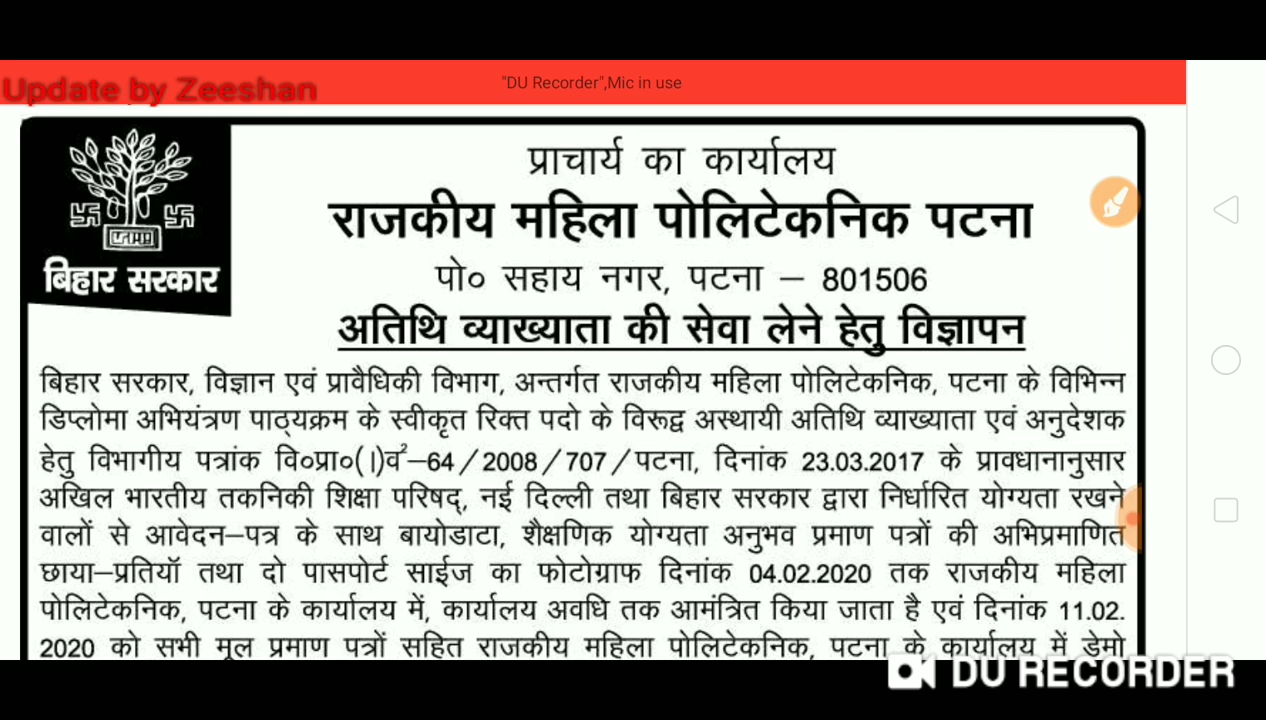 "DU Recorder",Mic in use
Update by Zeeshan
बिहार सरकार
प्राचार्य का कार्यालय
राजकीय महिला पोलिटेकनिक पटना
पो० सहाय नगर, पटना – 801506
अतिथि व्याख्याता की सेवा लेने हेतु विज्ञापन
बिहार सरकार, विज्ञान एवं प्रावैधिकी विभाग, अन्तर्गत राजकीय महिला पोलिटेकनिक, पटना के विभिन्न
डिप्लोमा अभियंत्रण पाठ्यक्रम के स्वीकृत रिक्त पदो के विरूद्व अस्थायी अतिथि व्याख्याता एवं अनुदेशक
हेतु विभागीय पत्रांक वि०प्रा०(।)व²–64/2008/707/पटना, दिनांक 23.03.2017 के प्रावधानानुसार
अखिल भारतीय तकनिकी शिक्षा परिषद्, नई दिल्ली तथा बिहार सरकार द्वारा निर्धारित योग्यता रखने
वालों से आवेदन–पत्र के साथ बायोडाटा, शैक्षणिक योग्यता अनुभव प्रमाण पत्रों की अभिप्रमाणित
छाया–प्रतियॉ तथा दो पासपोर्ट साईज का फोटोग्राफ दिनांक 04.02.2020 तक राजकीय महिला
पोलिटेकनिक, पटना के कार्यालय में, कार्यालय अवधि तक आमंत्रित किया जाता है एवं दिनांक 11.02.
2020 को सभी मूल प्रमाण पत्रों सहित राजकीय महिला पोलिटेकनिक, पटना के कार्यालय में डेमो
DU RECORDER